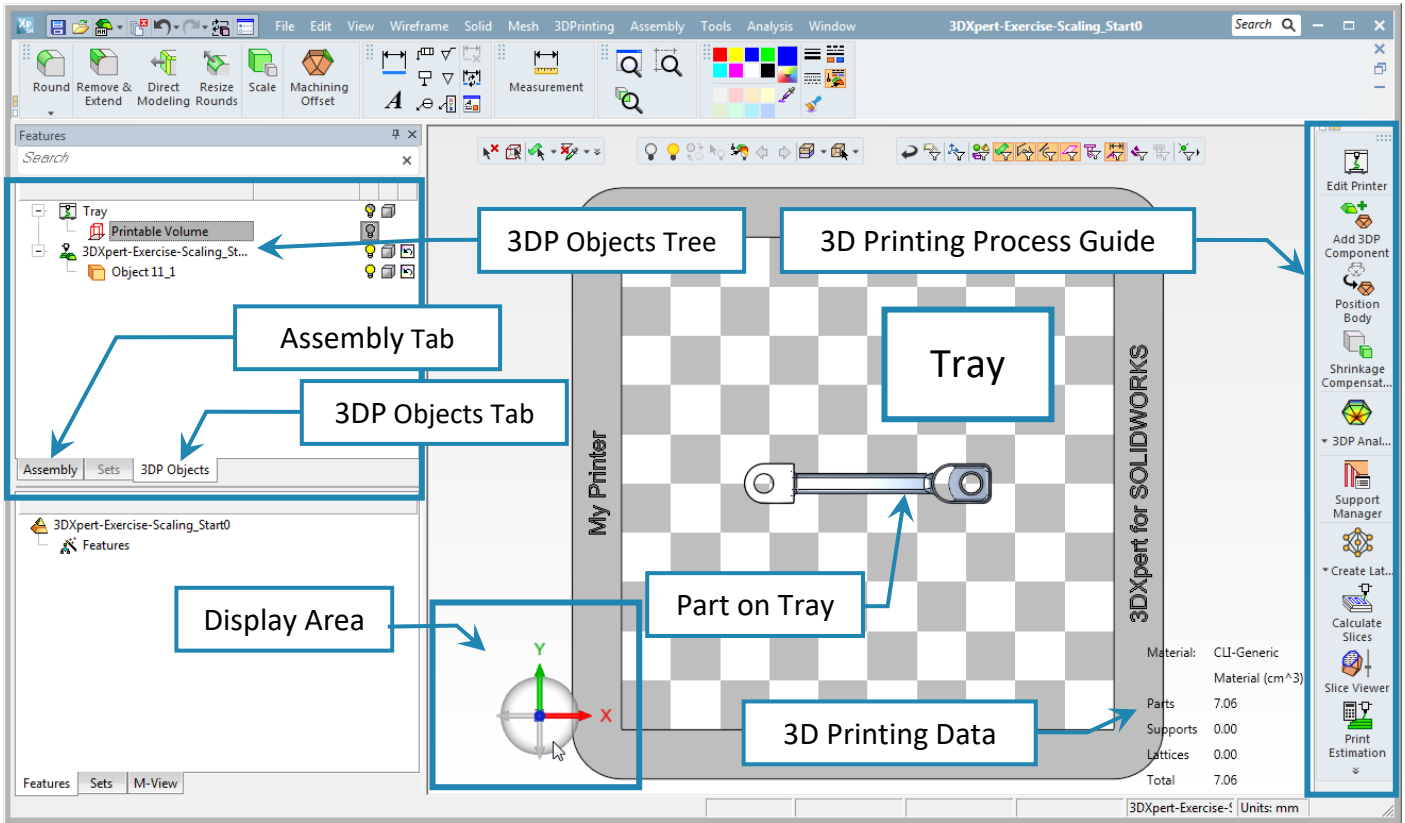 Xp
File Edit View Wireframe Solid Mesh 3DPrinting Assembly Tools Analysis Window
3DXpert-Exercise-Scaling_Start0
Search
Round
Remove &
Extend
Direct
Modeling
Resize
Rounds
Scale
Machining
Offset
A
Measurement
Features
Search
Tray
Printable Volume
3DXpert-Exercise-Scaling_St...
Object 11_1
3DP Objects Tree
3D Printing Process Guide
Assembly Tab
3DP Objects Tab
Tray
Assembly Sets 3DP Objects
My Printer
3DXpert for SOLIDWORKS
3DXpert-Exercise-Scaling_Start0
Features
Display Area
Part on Tray
Y
X
3D Printing Data
Material: CLI-Generic
Material (cm^3)
Parts 7.06
Supports 0.00
Lattices 0.00
Total 7.06
Edit Printer
Add 3DP
Component
Position
Body
Shrinkage
Compensat...
3DP Anal...
Support
Manager
Create Lat...
Calculate
Slices
Slice Viewer
Print
Estimation
Features Sets M-View
3DXpert-Exercise-S Units: mm